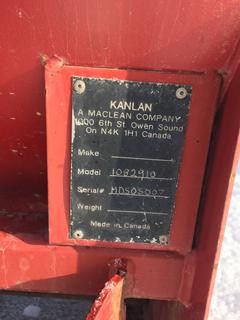 KANLAN
A MACLEAN COMPANY
1000 6th St. Owen Sound
On N4K 1H1 Canada
Make
Model 1082910
Serial# MDS05007
Weight
Made in Canada